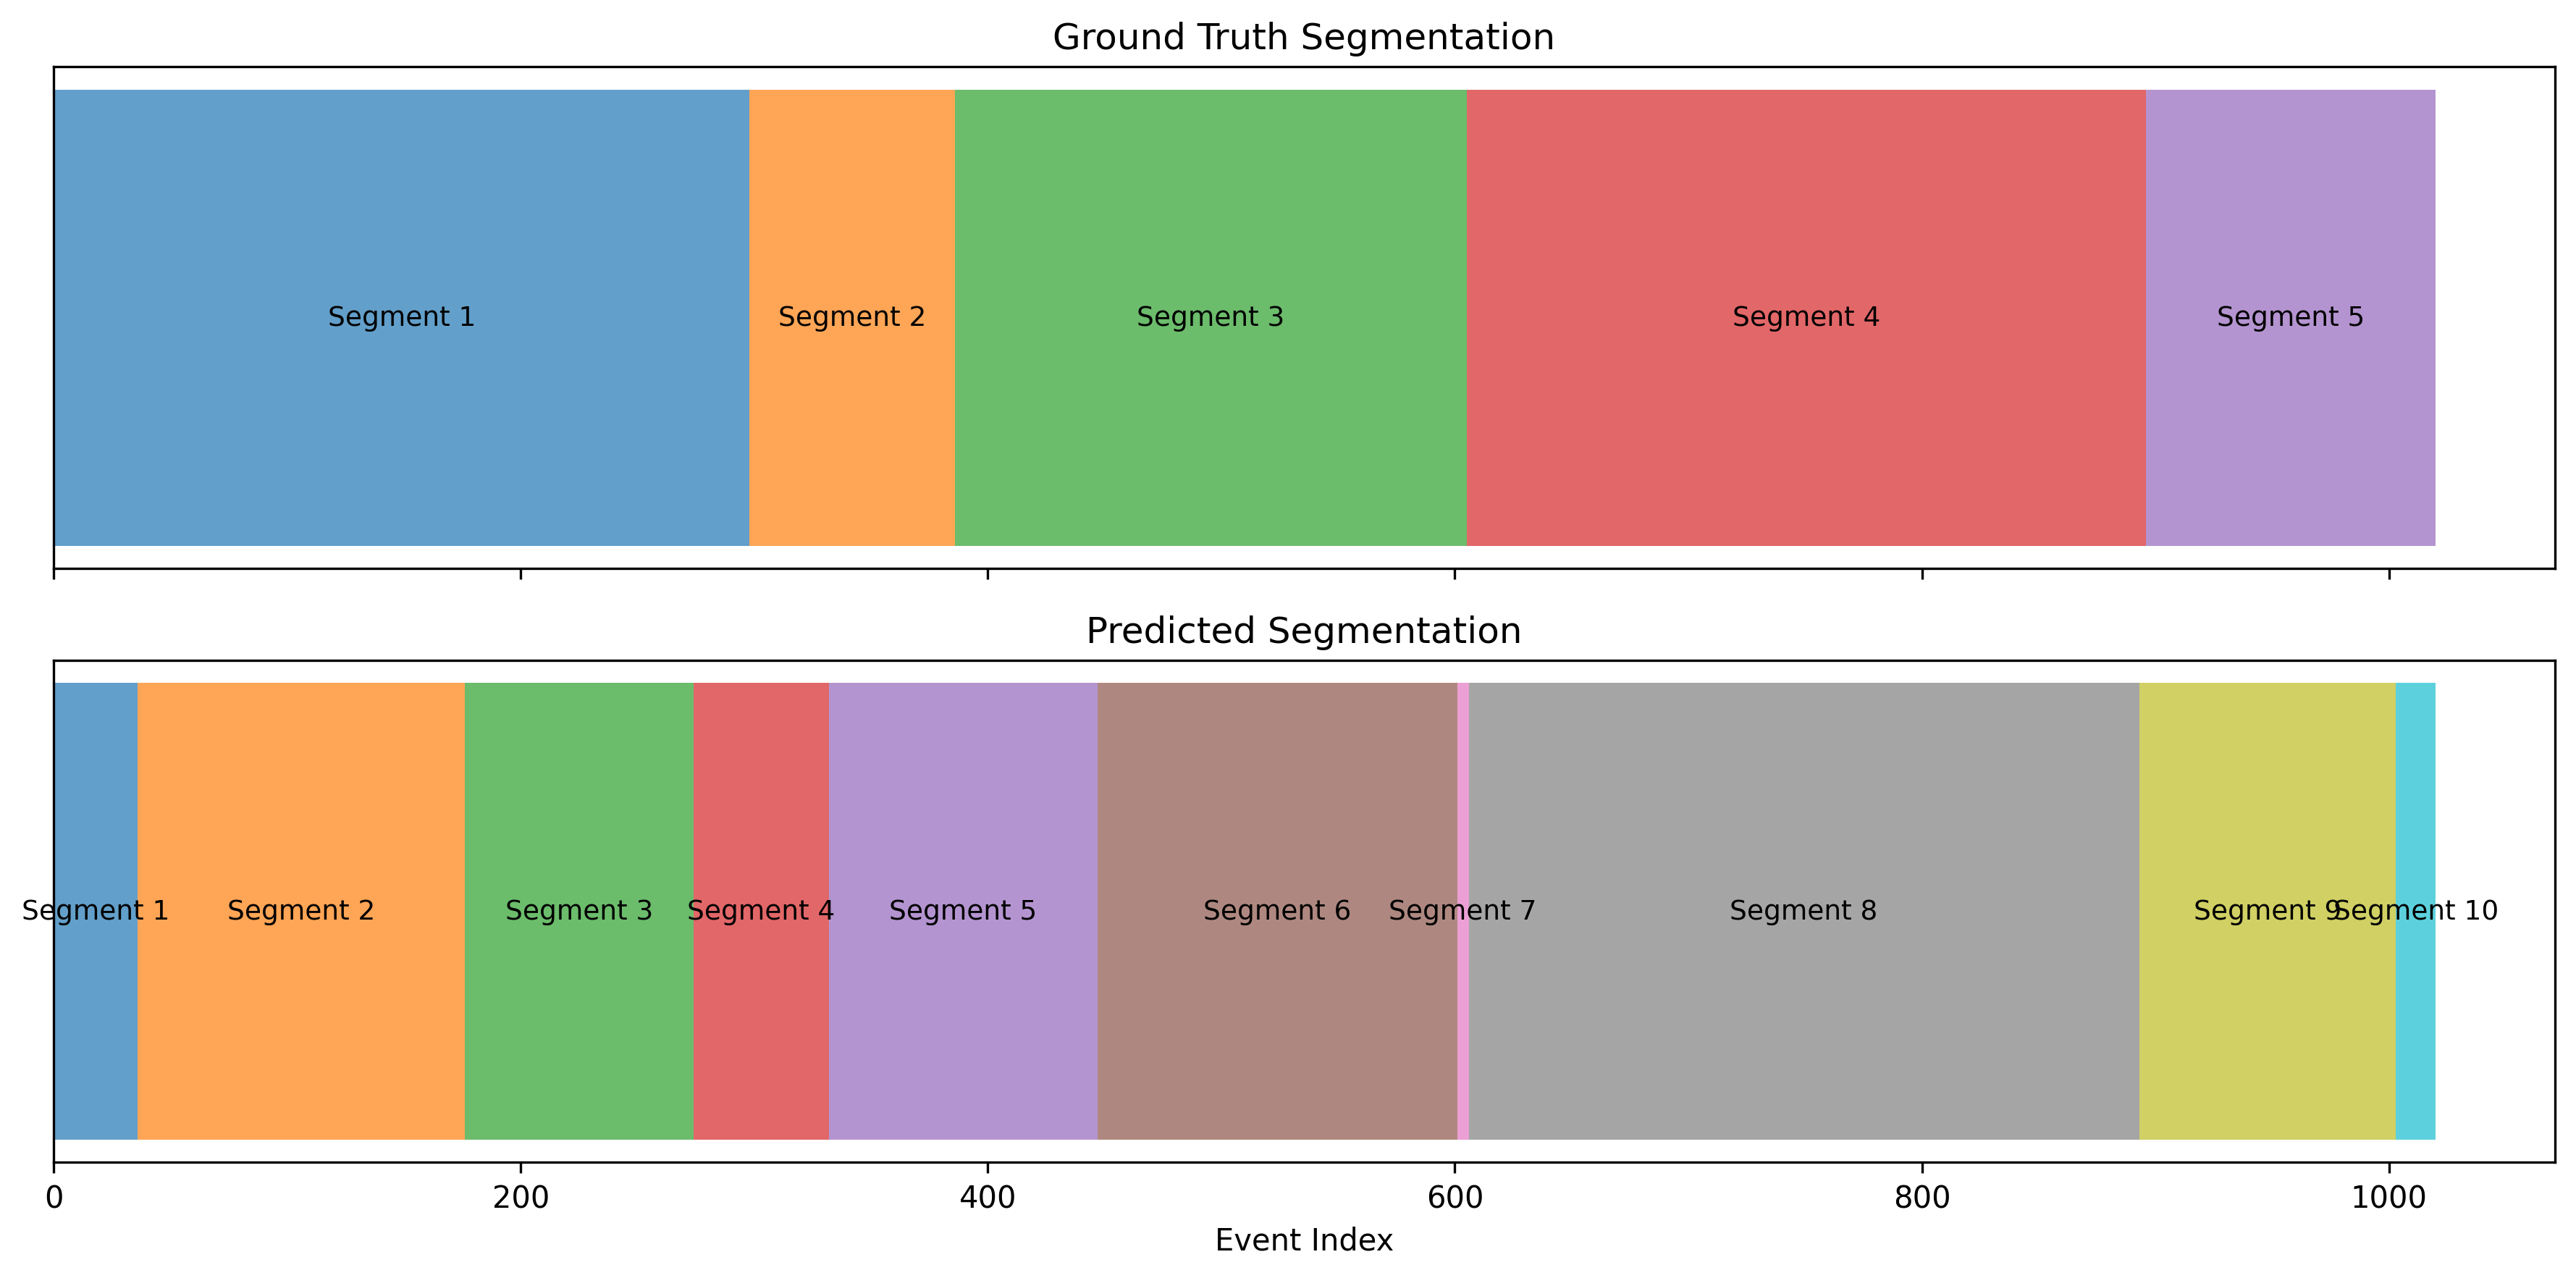 Ground Truth Segmentation
Segment 1 Segment 2 Segment 3 Segment 4 Segment 5
Predicted Segmentation
Segment 1 Segment 2 Segment 3 Segment 4 Segment 5 Segment 6 Segment 7 Segment 8 Segment 9 Segment 10
0 200 400 600 800 1000
Event Index